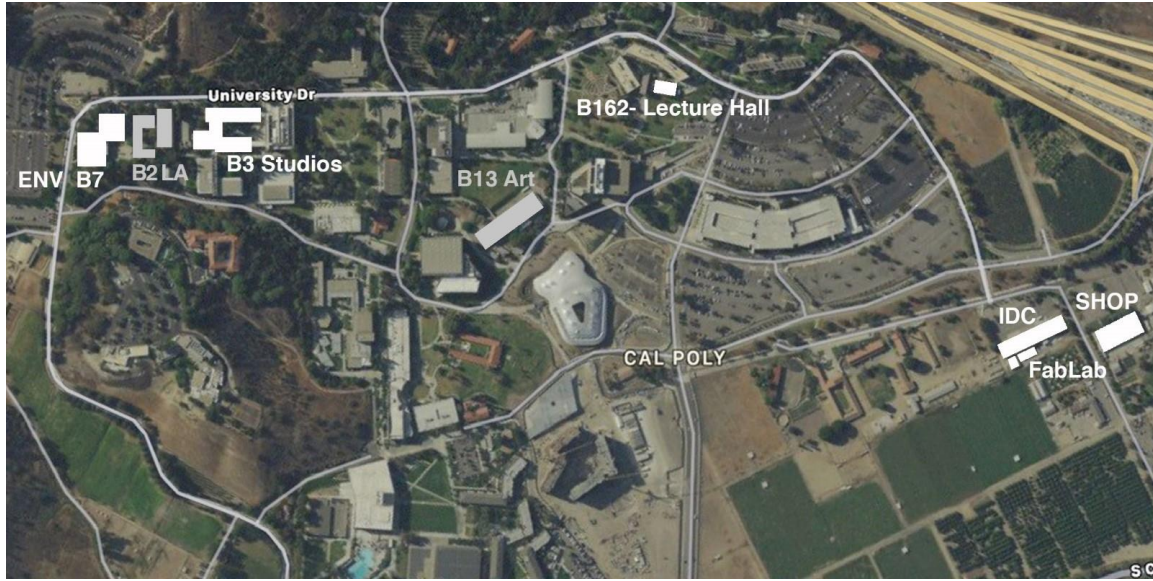 University Dr
B162- Lecture Hall
B3 Studios
ENV B7
B2 LA
B13 Art
IDC
SHOP
CAL POLY
FabLab